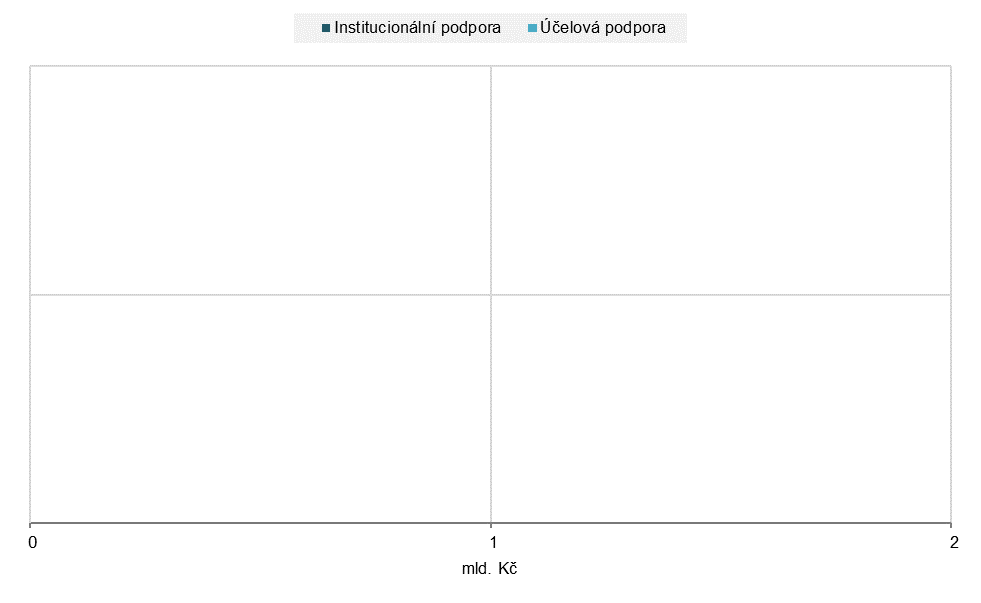 Institucionální podpora Účelová podpora
0 1 2
mld. Kč